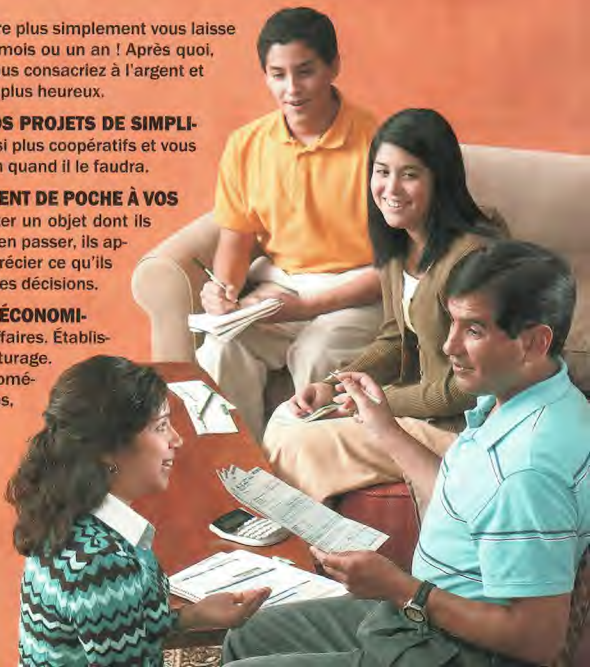 re plus simplement vous laisse
mois ou un an ! Après quoi,
us consacriez à l'argent et
plus heureux.
OS PROJETS DE SIMPLI-
si plus coopératifs et vous
n quand il le faudra.
ENT DE POCHE À VOS
ter un objet dont ils
en passer, ils ap-
récier ce qu'ils
es décisions.
ÉCONOMI-
ffaires. Établis-
turage.
omé-
s,